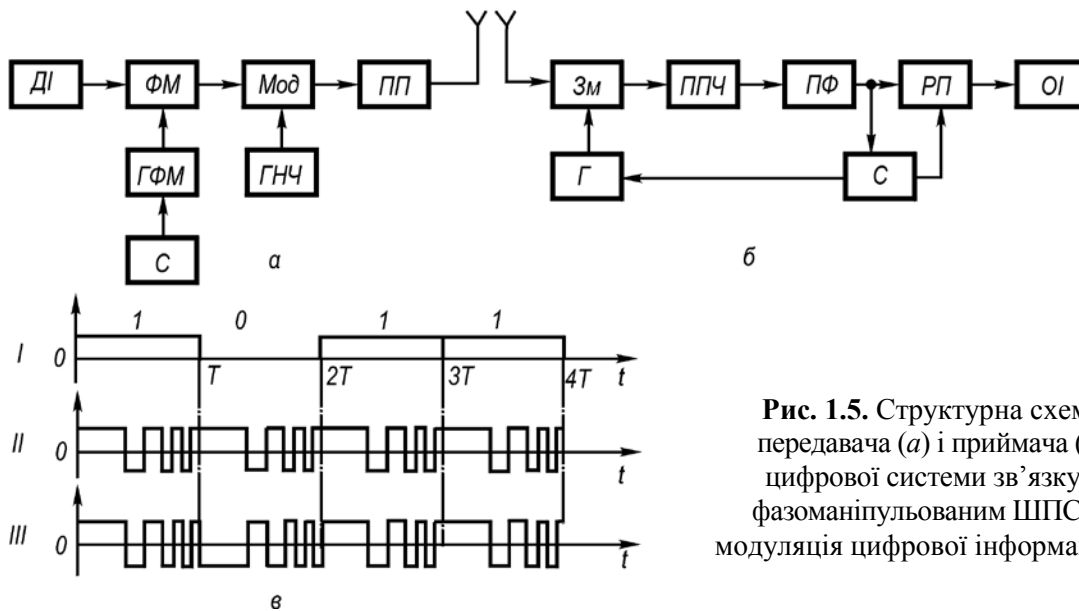 ДІ ФМ Мод ПП Зм ППЧ ПФ РП ОІ
ГФМ ГНЧ Г С
С а б
1 0 1 1
I 0
T 2T 3T 4T t
II 0
t
III 0
t
в
Рис. 1.5. Структурна схем
передавача (а) і приймача (
цифрової системи зв’язку
фазоманіпульованим ШПС
модуляція цифрової інформа